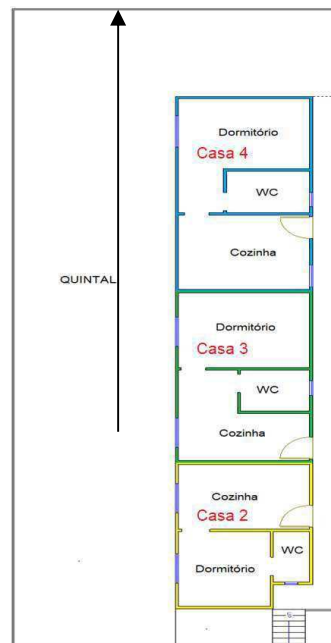 Dormitório
Casa 4
WC
Cozinha
QUINTAL
Dormitório
Casa 3
WC
Cozinha
Cozinha
Casa 2
WC
Dormitório